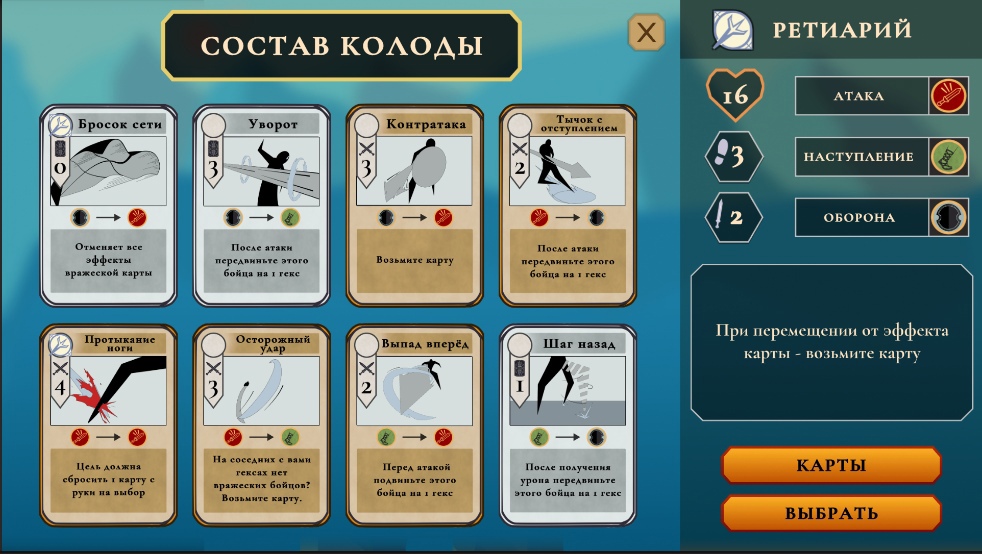 СОСТАВ КОЛОДЫ
X
РЕТИАРИЙ
16
АТАКА
3
НАСТУПЛЕНИЕ
2
ОБОРОНА
Бросок сети
0
Отменяет все
эффекты
вражеской карты
Уворот
3
После атаки
передвиньте этого
бойца на 1 гекс
Контратака
3
Возьмите карту
Тычок с
отступлением
2
После атаки
передвиньте этого
бойца на 1 гекс
Протыкание
ноги
4
Цель должна
сбросить 1 карту с
руки на выбор
Осторожный
удар
3
На соседних с вами
гексах нет
вражеских бойцов?
Возьмите карту.
Выпад вперёд
2
Перед атакой
подвиньте этого
бойца на 1 гекс
Шаг назад
1
После получения
урона передвиньте
этого бойца на 1 гекс
При перемещении от эффекта
карты - возьмите карту
КАРТЫ
ВЫБРАТЬ